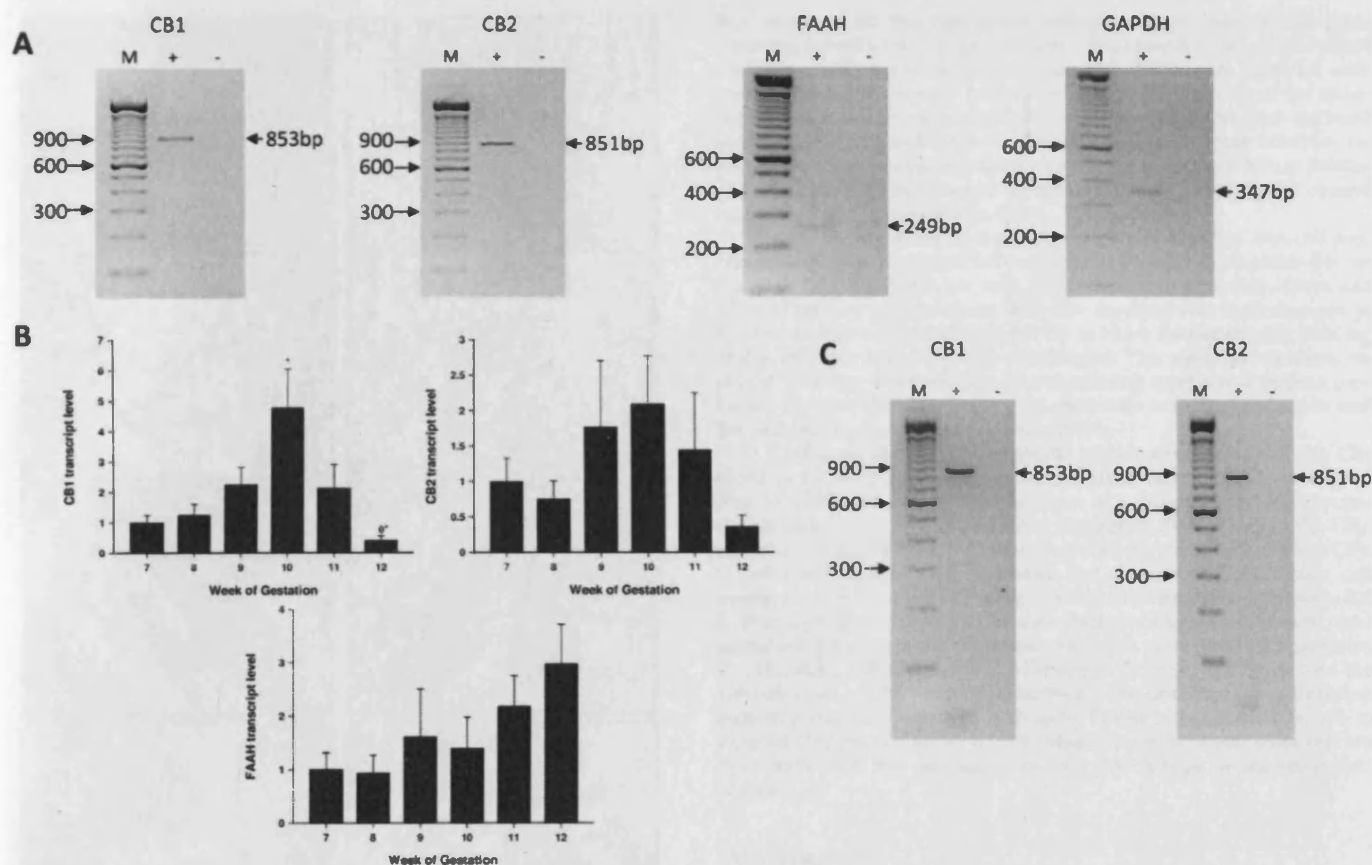 A
CB1
M + -
900
600
300
853bp
CB2
M + -
900
600
300
851bp
FAAH
M + -
600
400
200
249bp
GAPDH
M + -
600
400
200
347bp
B
CB1 transcript level
7
6
5
4
3
2
1
0
*
7 8 9 10 11 12
Week of Gestation
CB2 transcript level
3
2.5
2
1.5
1
0.5
0
7 8 9 10 11 12
Week of Gestation
FAAH transcript level
4
3
2
1
0
7 8 9 10 11 12
Week of Gestation
C
CB1
M + -
900
600
300
853bp
CB2
M + -
900
600
300
851bp